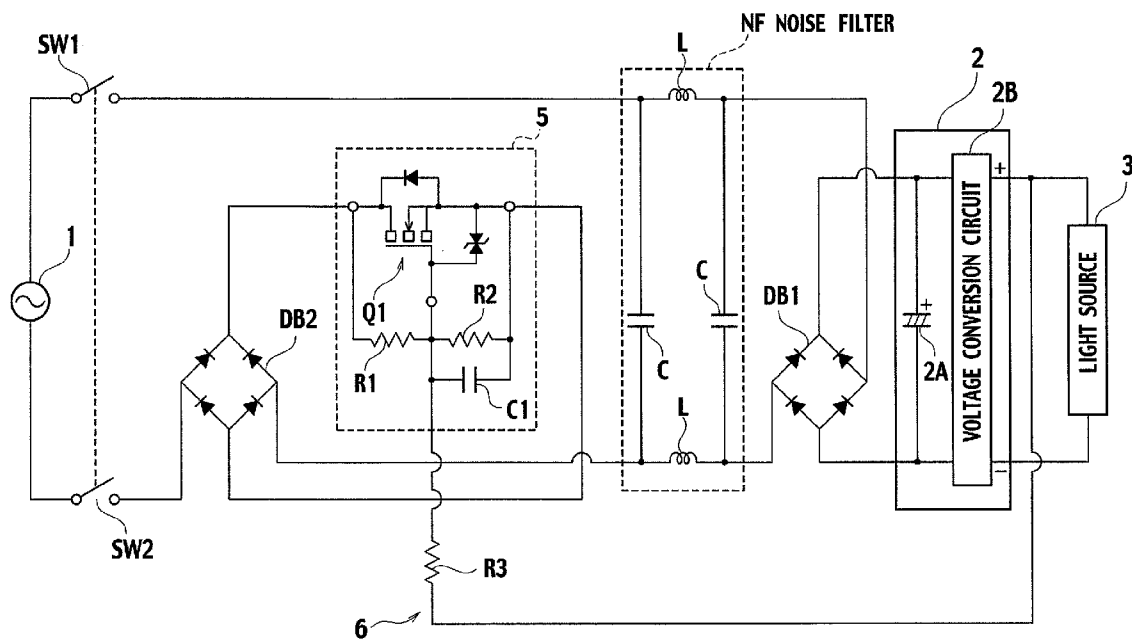 NF NOISE FILTER
SW1
L
2
2B
5
3
1
Q1
R2
C
DB1
+
+
VOLTAGE CONVERSION CIRCUIT
LIGHT SOURCE
DB2
R1
C
2A
C1
L
−
SW2
R3
6